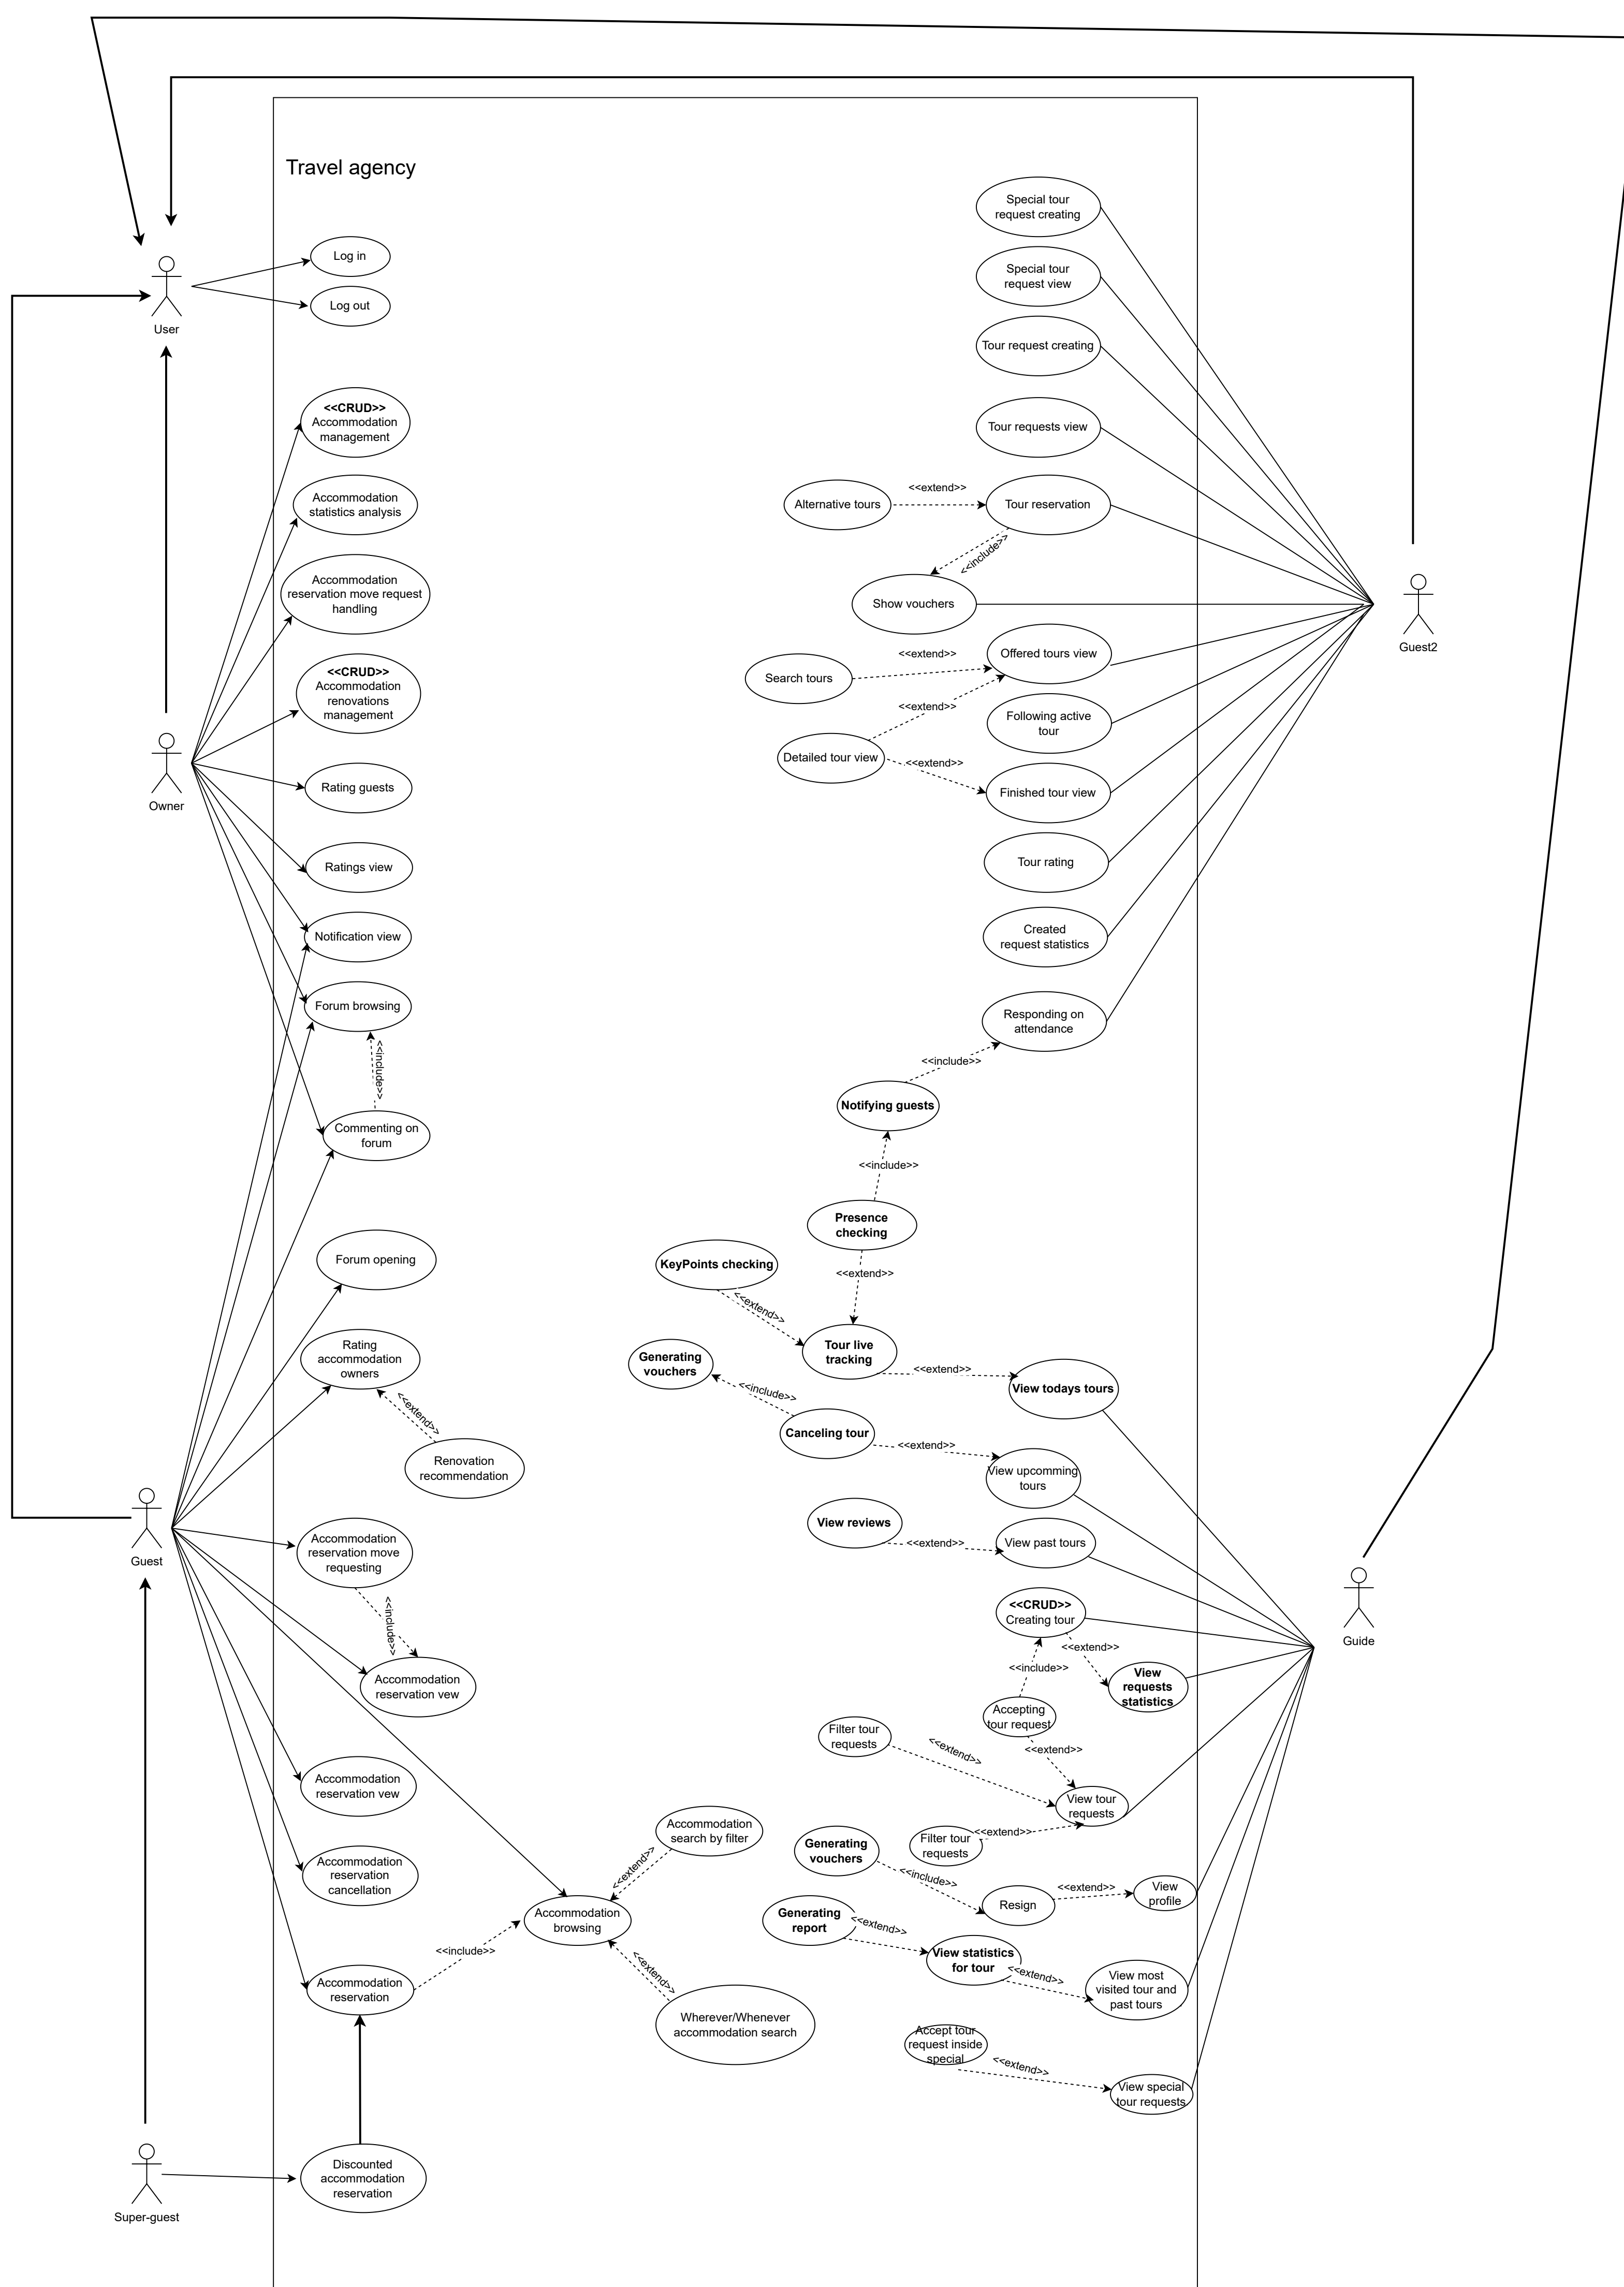 Travel agency
Log in
Log out
User
<<CRUD>>
Accommodation
management
Accommodation
statistics analysis
Accommodation
reservation move request
handling
<<CRUD>>
Accommodation
renovations
management
Owner
Rating guests
Ratings view
Notification view
Forum browsing
<<include>>
Commenting on
forum
Forum opening
Rating
accommodation
owners
<<extend>>
Renovation
recommendation
Guest
Accommodation
reservation move
requesting
<<include>>
Accommodation
reservation vew
Accommodation
reservation vew
Accommodation
reservation
cancellation
Accommodation
reservation
<<include>>
Accommodation
browsing
Accommodation
search by filter
<<extend>>
<<extend>>
Wherever/Whenever
accommodation search
Super-guest
Discounted
accommodation
reservation
Special tour
request creating
Special tour
request view
Tour request creating
Tour requests view
Alternative tours
<<extend>>
Tour reservation
<<include>>
Show vouchers
Guest2
Search tours
<<extend>>
Offered tours view
<<extend>>
Following active
tour
Detailed tour view
<<extend>>
Finished tour view
Tour rating
Created
request statistics
Responding on
attendance
<<include>>
Notifying guests
<<include>>
Presence
checking
KeyPoints checking
<<extend>>
<<extend>>
Tour live
tracking
Generating
vouchers
<<extend>>
View todays tours
<<include>>
Canceling tour
<<extend>>
View upcomming
tours
View reviews
<<extend>>
View past tours
Guide
<<CRUD>>
Creating tour
<<extend>>
<<include>>
View
requests
statistics
Accepting
tour request
Filter tour
requests
<<extend>>
<<extend>>
View tour
requests
Filter tour
requests
<<extend>>
Generating
vouchers
<<include>>
Resign
<<extend>>
View
profile
Generating
report
<<extend>>
View statistics
for tour
<<extend>>
View most
visited tour and
past tours
Accept tour
request inside
special
<<extend>>
View special
tour requests